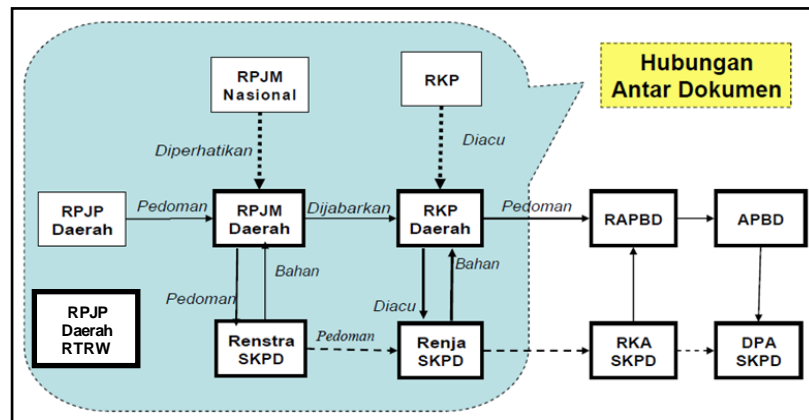 Hubungan
Antar Dokumen
RPJM
Nasional
RKP
Diperhatikan
Diacu
RPJP
Daerah
Pedoman
RPJM
Daerah
Dijabarkan
RKP
Daerah
Pedoman
RAPBD
APBD
Pedoman
Bahan
Diacu
Bahan
RPJP
Daerah
RTRW
Renstra
SKPD
Pedoman
Renja
SKPD
RKA
SKPD
DPA
SKPD